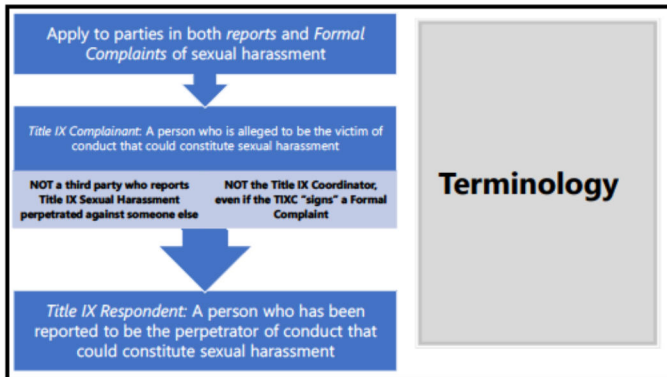 Apply to parties in both reports and Formal
Complaints of sexual harassment
Title IX Complainant: A person who is alleged to be the victim of
conduct that could constitute sexual harassment
NOT a third party who reports
Title IX Sexual Harassment
perpetrated against someone else
NOT the Title IX Coordinator,
even if the TIXC "signs" a Formal
Complaint
Title IX Respondent: A person who has been
reported to be the perpetrator of conduct that
could constitute sexual harassment
Terminology